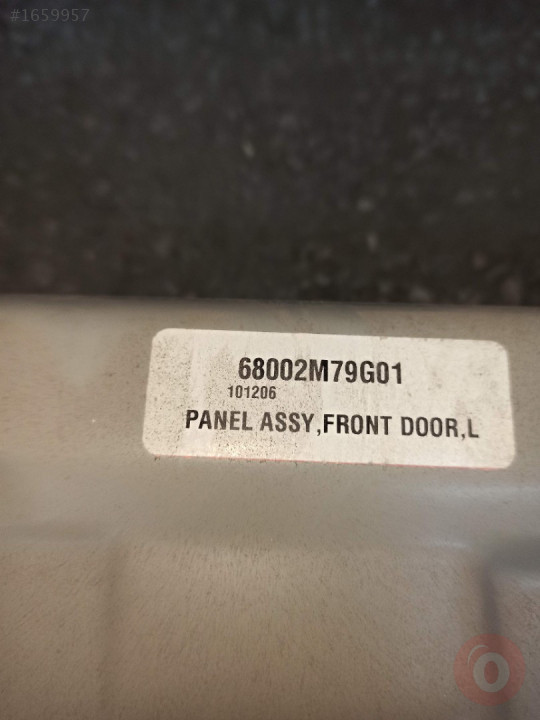 #1659957
68002M79G01
101206
PANEL ASSY,FRONT DOOR,L